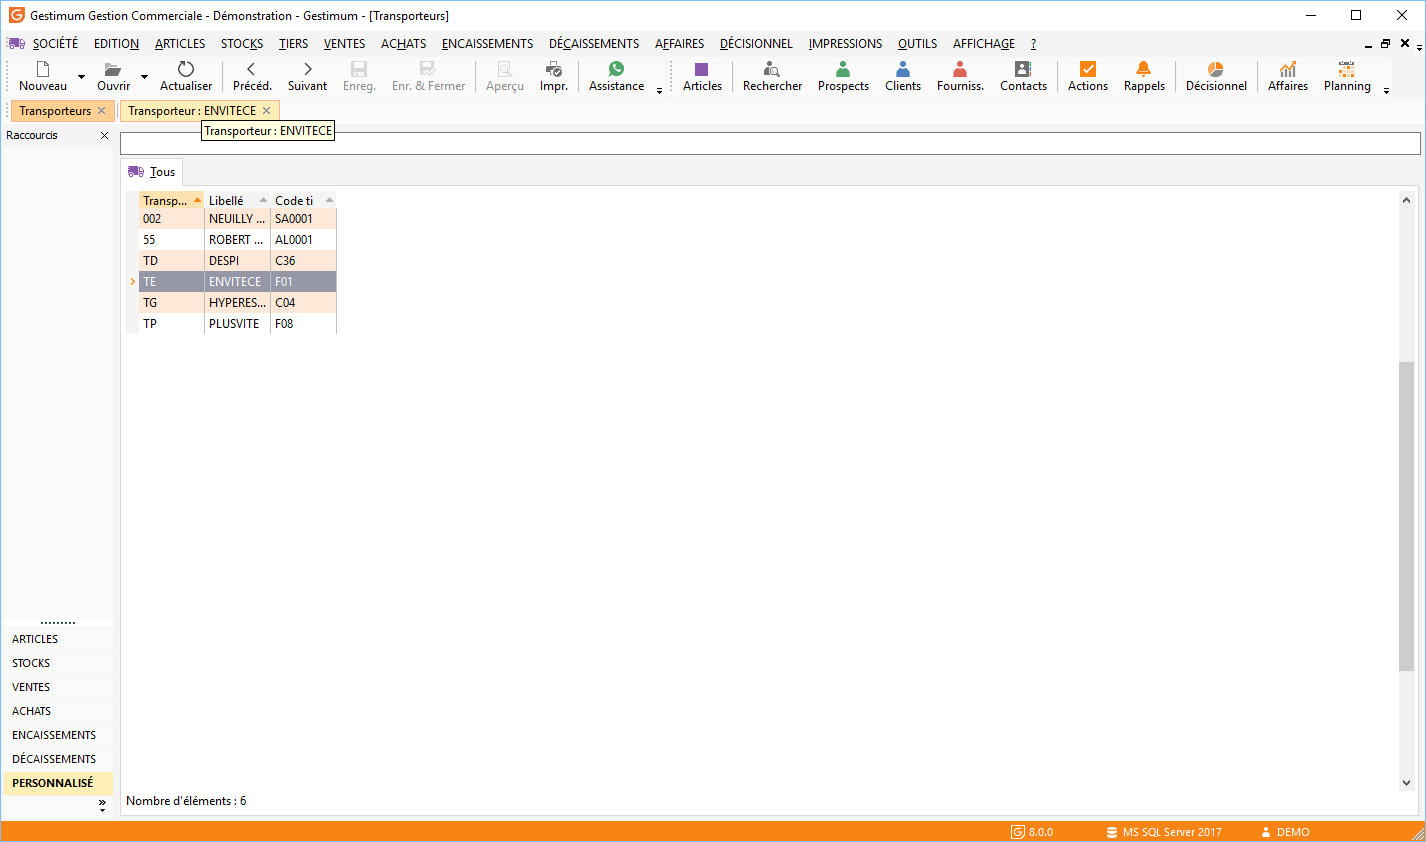 Gestimum Gestion Commerciale - Démonstration - Gestimum - [Transporteurs]
SOCIÉTÉ EDITION ARTICLES STOCKS TIERS VENTES ACHATS ENCAISSEMENTS DÉCAISSEMENTS AFFAIRES DÉCISIONNEL IMPRESSIONS OUTILS AFFICHAGE ?
Nouveau Ouvrir Actualiser Précéd. Suivant Enreg. Enr. & Fermer Aperçu Impr. Assistance Articles Rechercher Prospects Clients Fourniss. Contacts Actions Rappels Décisionnel Affaires Planning
Transporteurs Transporteur : ENVITECE
Transporteur : ENVITECE
Raccourcis
Tous
Transp... Libellé Code ti
002 NEUILLY ... SA0001
55 ROBERT ... AL0001
TD DESPI C36
TE ENVITECE F01
TG HYPERES... C04
TP PLUSVITE F08
ARTICLES
STOCKS
VENTES
ACHATS
ENCAISSEMENTS
DÉCAISSEMENTS
PERSONNALISÉ
Nombre d'éléments : 6
8.0.0 MS SQL Server 2017 DEMO